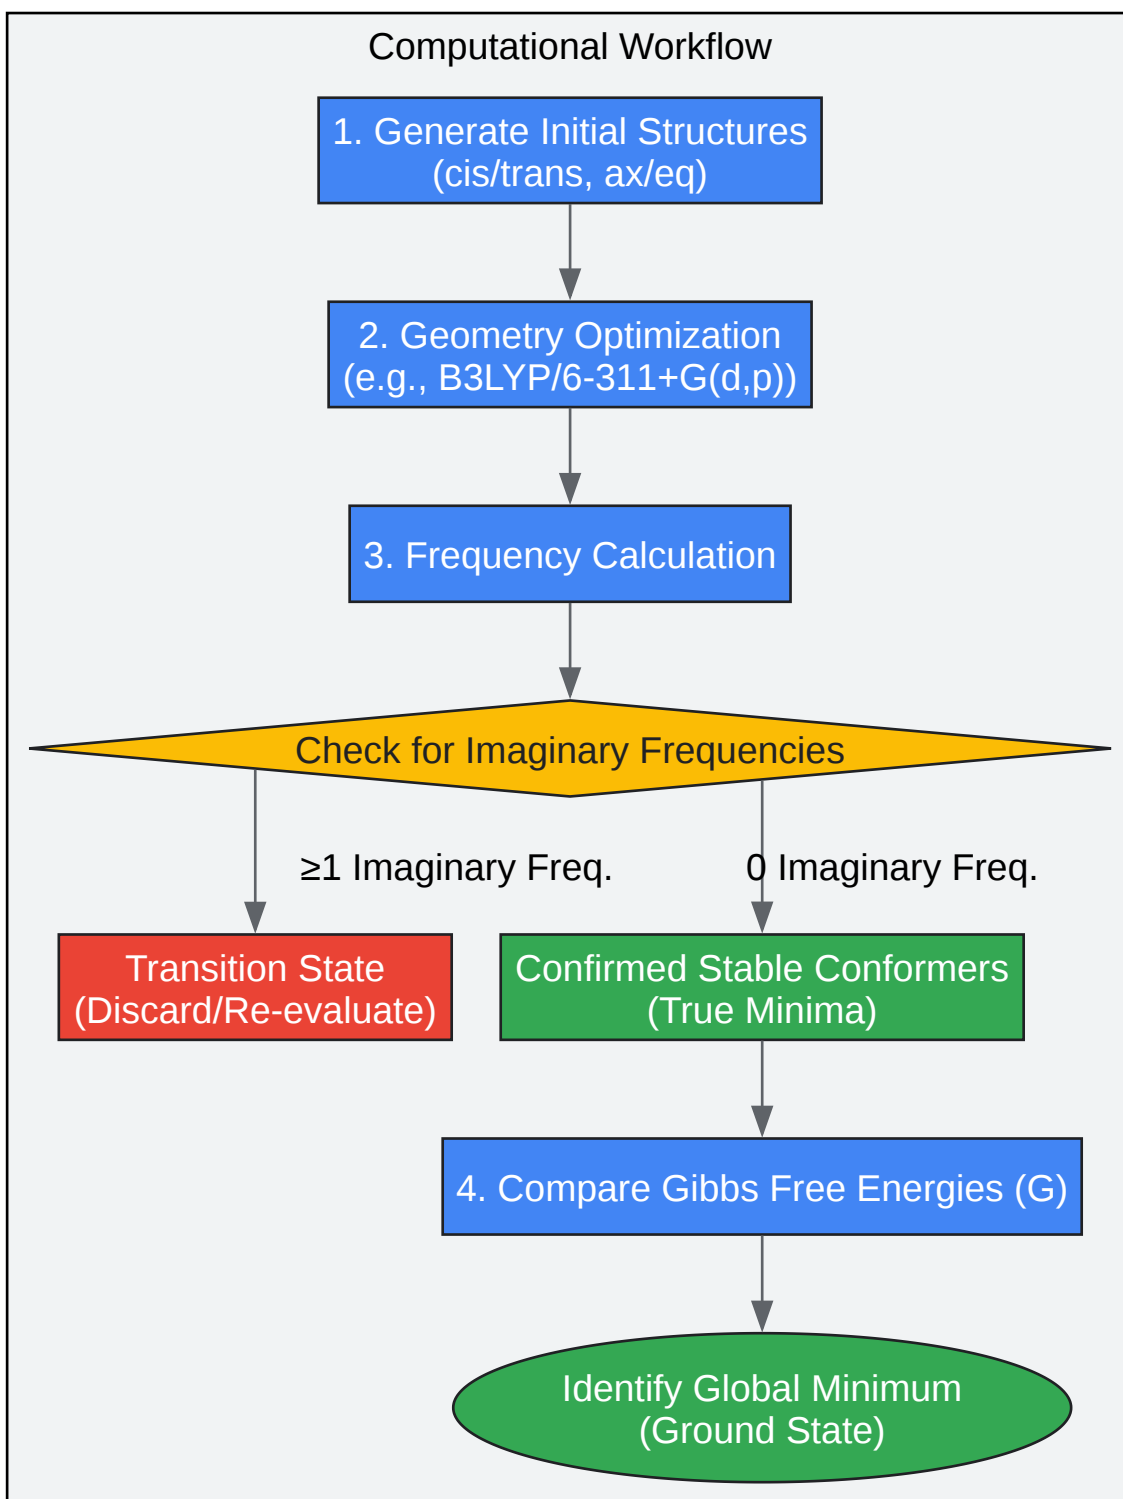 Computational Workflow
1. Generate Initial Structures
(cis/trans, ax/eq)
2. Geometry Optimization
(e.g., B3LYP/6-311+G(d,p))
3. Frequency Calculation
Check for Imaginary Frequencies
≥1 Imaginary Freq.
0 Imaginary Freq.
Transition State
(Discard/Re-evaluate)
Confirmed Stable Conformers
(True Minima)
4. Compare Gibbs Free Energies (G)
Identify Global Minimum
(Ground State)